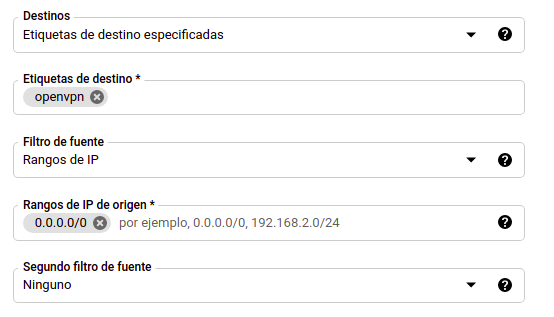 Destinos
Etiquetas de destino especificadas
Etiquetas de destino *
openvpn
Filtro de fuente
Rangos de IP
Rangos de IP de origen *
0.0.0.0/0 por ejemplo, 0.0.0.0/0, 192.168.2.0/24
Segundo filtro de fuente
Ninguno